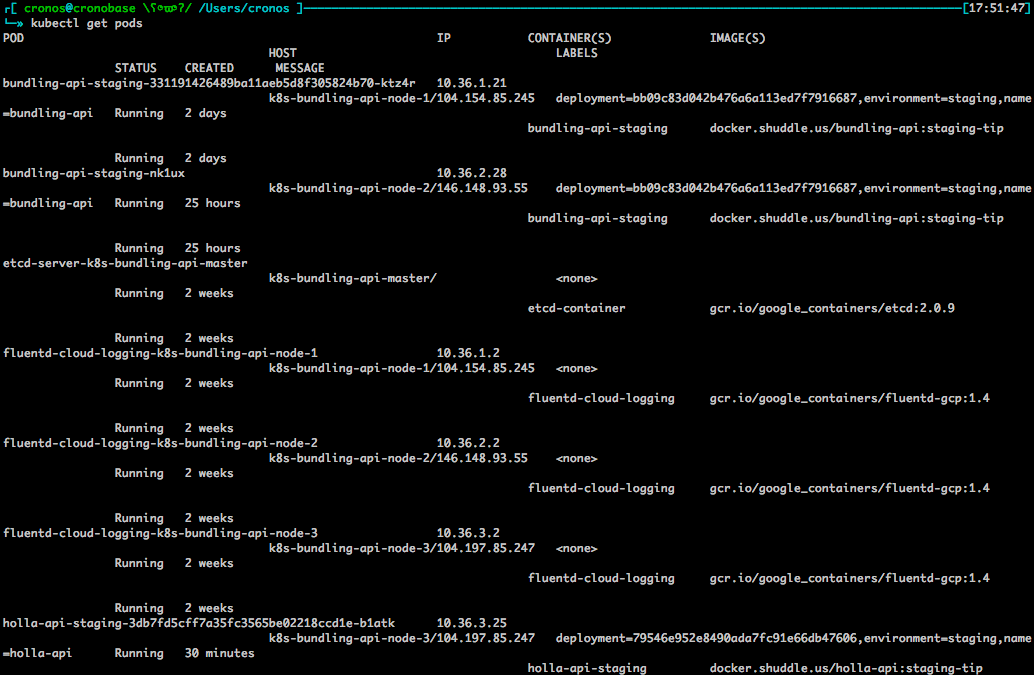 ┌[ cronos@cronobase \ʕ•ᴥ•ʔ/ /Users/cronos ]─[17:51:47]
└─» kubectl get pods
POD IP CONTAINER(S) IMAGE(S)
HOST LABELS
STATUS CREATED MESSAGE
bundling-api-staging-331191426489ba11aeb5d8f305824b70-ktz4r 10.36.1.21
k8s-bundling-api-node-1/104.154.85.245 deployment=bb09c83d042b476a6a113ed7f7916687,environment=staging,name
=bundling-api Running 2 days
bundling-api-staging docker.shuddle.us/bundling-api:staging-tip
Running 2 days
bundling-api-staging-nk1ux 10.36.2.28
k8s-bundling-api-node-2/146.148.93.55 deployment=bb09c83d042b476a6a113ed7f7916687,environment=staging,name
=bundling-api Running 25 hours
bundling-api-staging docker.shuddle.us/bundling-api:staging-tip
Running 25 hours
etcd-server-k8s-bundling-api-master
k8s-bundling-api-master/ <none>
Running 2 weeks
etcd-container gcr.io/google_containers/etcd:2.0.9
Running 2 weeks
fluentd-cloud-logging-k8s-bundling-api-node-1 10.36.1.2
k8s-bundling-api-node-1/104.154.85.245 <none>
Running 2 weeks
fluentd-cloud-logging gcr.io/google_containers/fluentd-gcp:1.4
Running 2 weeks
fluentd-cloud-logging-k8s-bundling-api-node-2 10.36.2.2
k8s-bundling-api-node-2/146.148.93.55 <none>
Running 2 weeks
fluentd-cloud-logging gcr.io/google_containers/fluentd-gcp:1.4
Running 2 weeks
fluentd-cloud-logging-k8s-bundling-api-node-3 10.36.3.2
k8s-bundling-api-node-3/104.197.85.247 <none>
Running 2 weeks
fluentd-cloud-logging gcr.io/google_containers/fluentd-gcp:1.4
Running 2 weeks
holla-api-staging-3db7fd5cff7a35fc3565be02218ccd1e-b1atk 10.36.3.25
k8s-bundling-api-node-3/104.197.85.247 deployment=79546e952e8490ada7fc91e66db47606,environment=staging,name
=holla-api Running 30 minutes
holla-api-staging docker.shuddle.us/holla-api:staging-tip